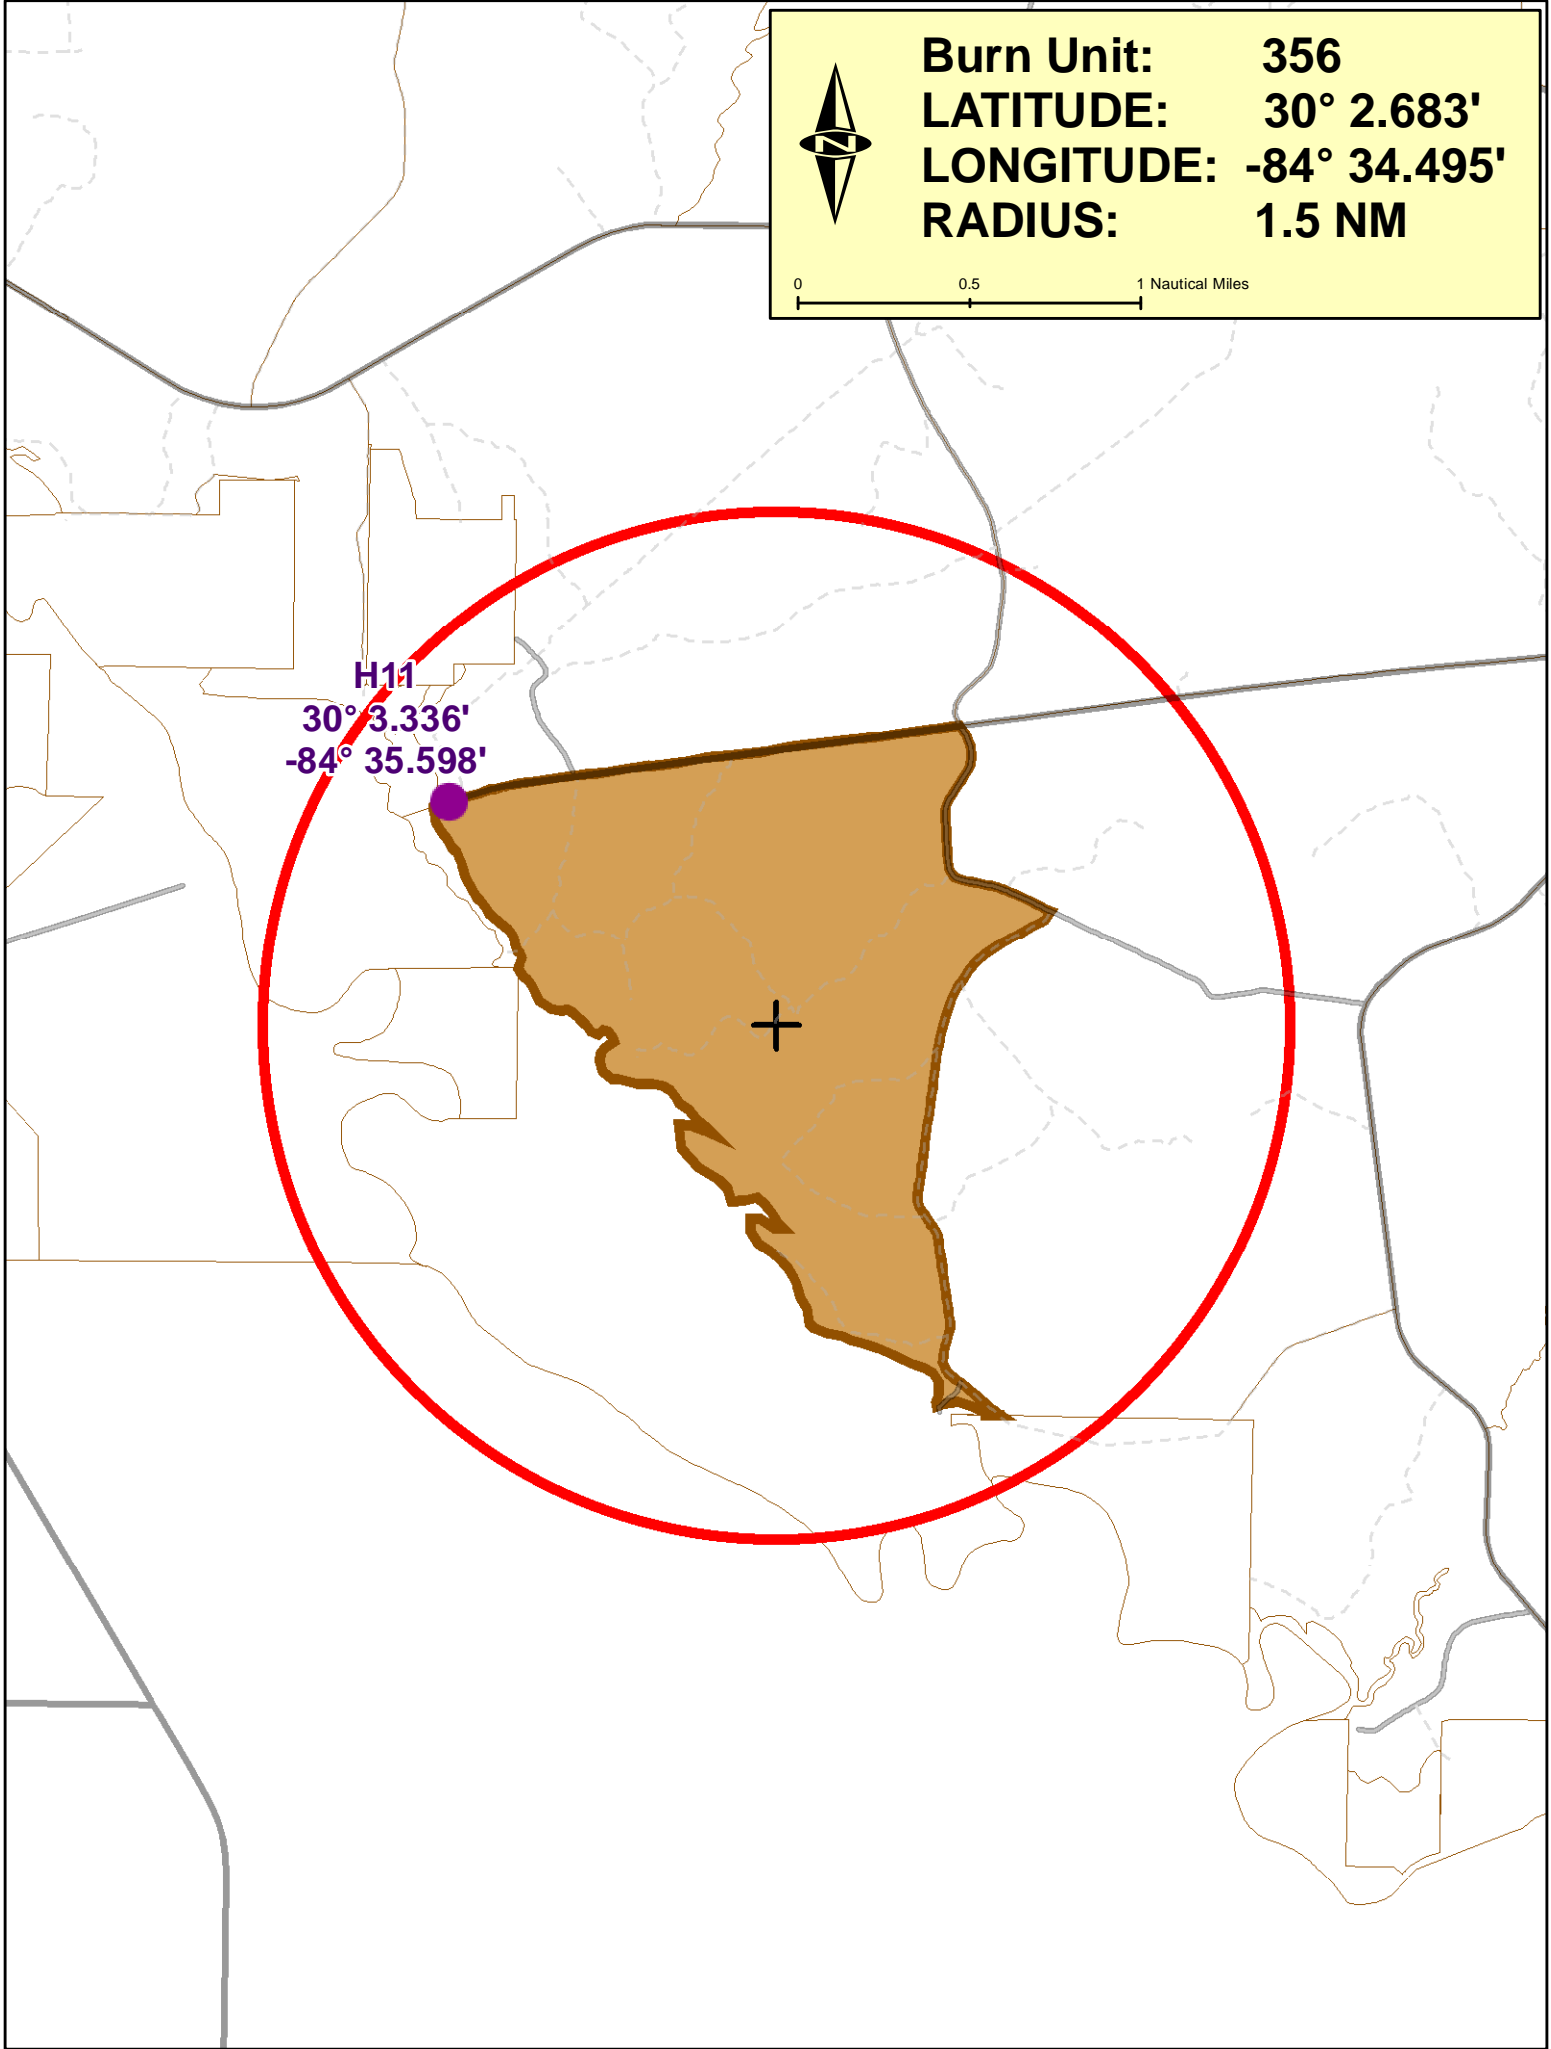 Burn Unit: 356
LATITUDE: 30° 2.683'
LONGITUDE: -84° 34.495'
RADIUS: 1.5 NM
N
0 0.5 1 Nautical Miles
H11
30° 3.336'
-84° 35.598'